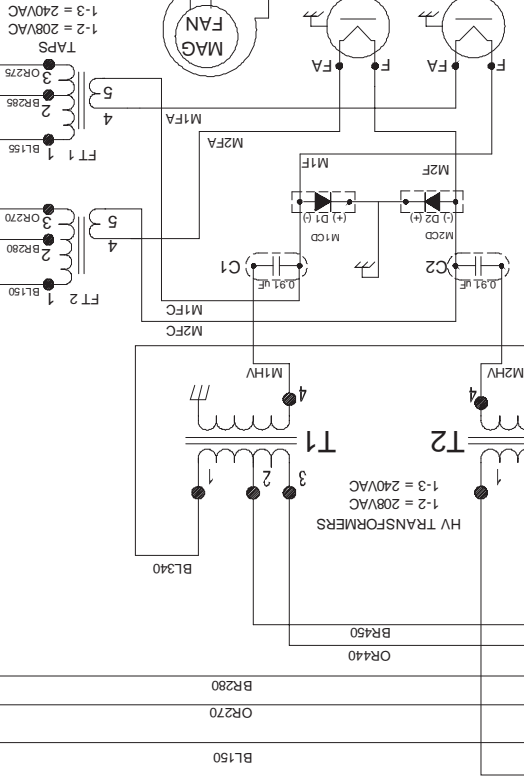 BL150
OR270
BR280
OR440
BR450
BL340
HV TRANSFORMERS
1-2 = 208VAC
1-3 = 240VAC
1
3
2
1
T2
T1
4
4
M2HV
M1HV
M2FC
M1FC
0.91 uF
C2
0.91 uF
C1
FT 2
1
BL150
2
BR280
3
OR270
4
5
M2CD
(-) D2 (+)
M1CD
(+) D1 (-)
M2F
M1F
M2FA
M1FA
FT 1
1
BL155
2
BR285
3
OR275
4
5
F
FA
F
FA
MAG
FAN
TAPS
1-2 = 208VAC
1-3 = 240VAC